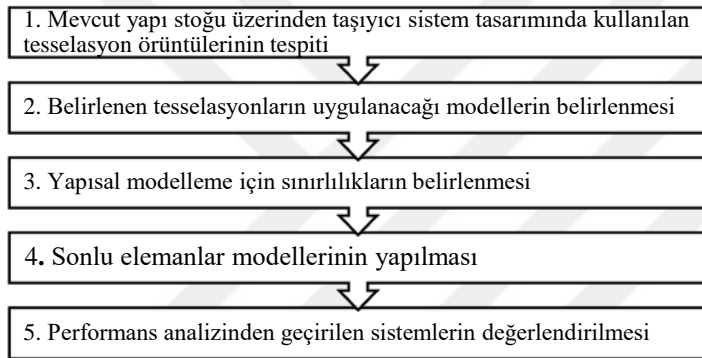 1. Mevcut yapı stoğu üzerinden taşıyıcı sistem tasarımında kullanılan
tesselasyon örüntülerinin tespiti
2. Belirlenen tesselasyonların uygulanacağı modellerin belirlenmesi
3. Yapısal modelleme için sınırlılıkların belirlenmesi
4. Sonlu elemanlar modellerinin yapılması
5. Performans analizinden geçirilen sistemlerin değerlendirilmesi